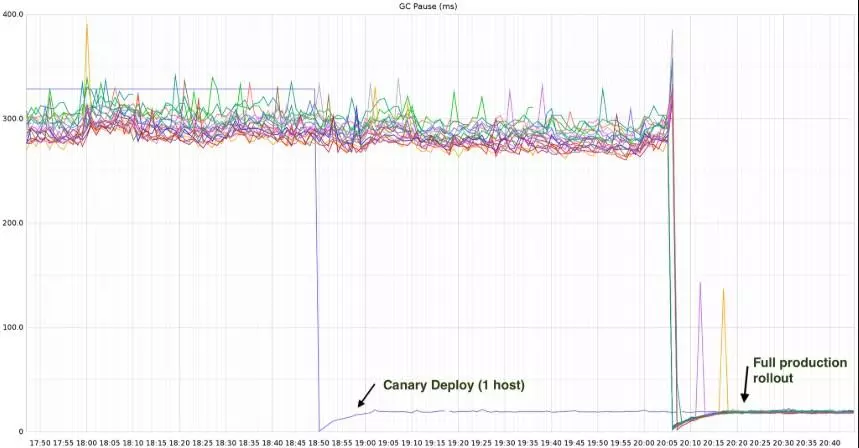 GC Pause (ms)
400.0
300.0
200.0
100.0
0
Canary Deploy (1 host)
Full production
rollout
17:50 17:55 18:00 18:05 18:10 18:15 18:20 18:25 18:30 18:35 18:40 18:45 18:50 18:55 19:00 19:05 19:10 19:15 19:20 19:25 19:30 19:35 19:40 19:45 19:50 19:55 20:00 20:05 20:10 20:15 20:20 20:25 20:30 20:35 20:40